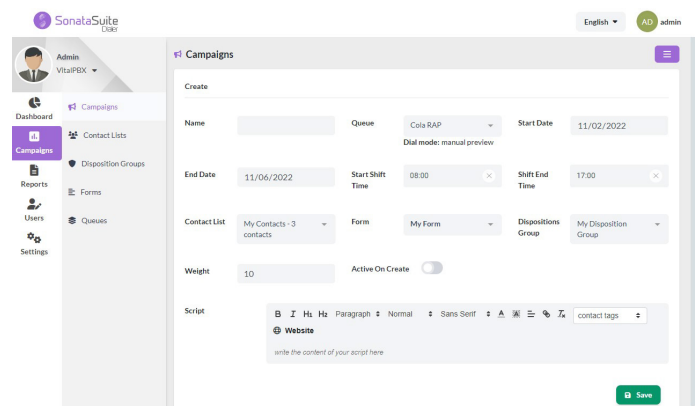 SonataSuite
Dialer
English
AD admin
Admin
VitalPBX
Dashboard
Campaigns
Reports
Users
Settings
Campaigns
Contact Lists
Disposition Groups
Forms
Queues
Campaigns
Create
Name
Queue
Cola RAP
Dial mode: manual preview
Start Date
11/02/2022
End Date
11/06/2022
Start Shift
Time
08:00
Shift End
Time
17:00
Contact List
My Contacts - 3
contacts
Form
My Form
Dispositions
Group
My Disposition
Group
Weight
10
Active On Create
Script
B I H1 H2 Paragraph Normal Sans Serif A A Tx contact tags
Website
write the content of your script here
Save